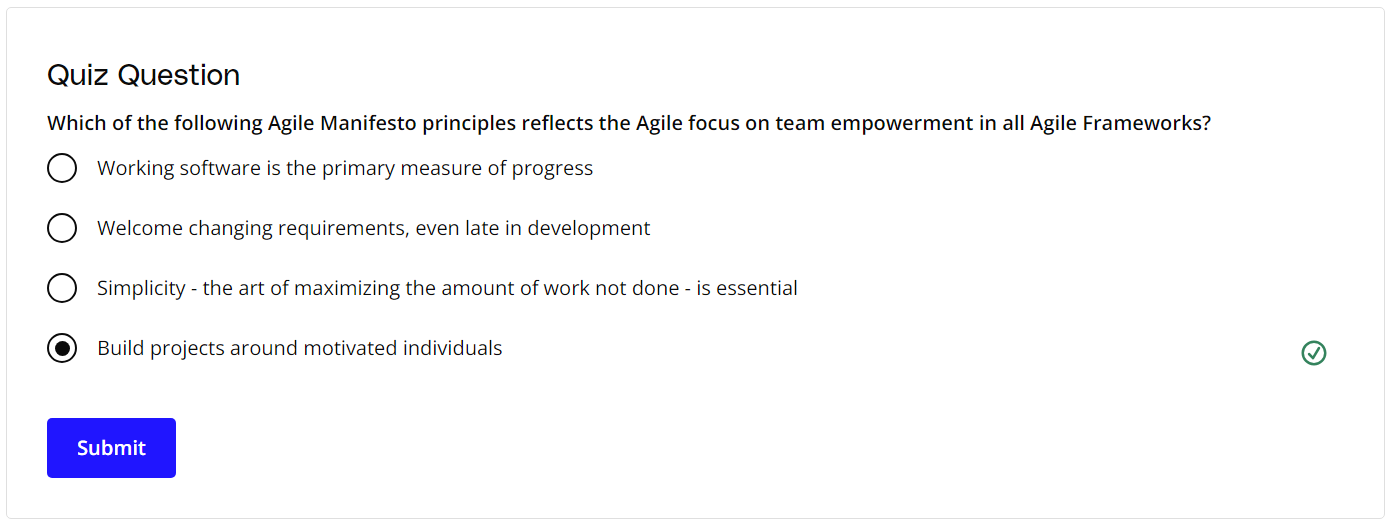 Quiz Question
Which of the following Agile Manifesto principles reflects the Agile focus on team empowerment in all Agile Frameworks?
Working software is the primary measure of progress
Welcome changing requirements, even late in development
Simplicity - the art of maximizing the amount of work not done - is essential
Build projects around motivated individuals
Submit